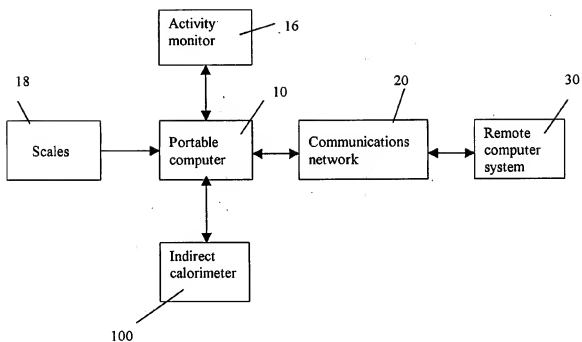 Activity
monitor
16
18
10
20
30
Scales
Portable
computer
Communications
network
Remote
computer
system
Indirect
calorimeter
100